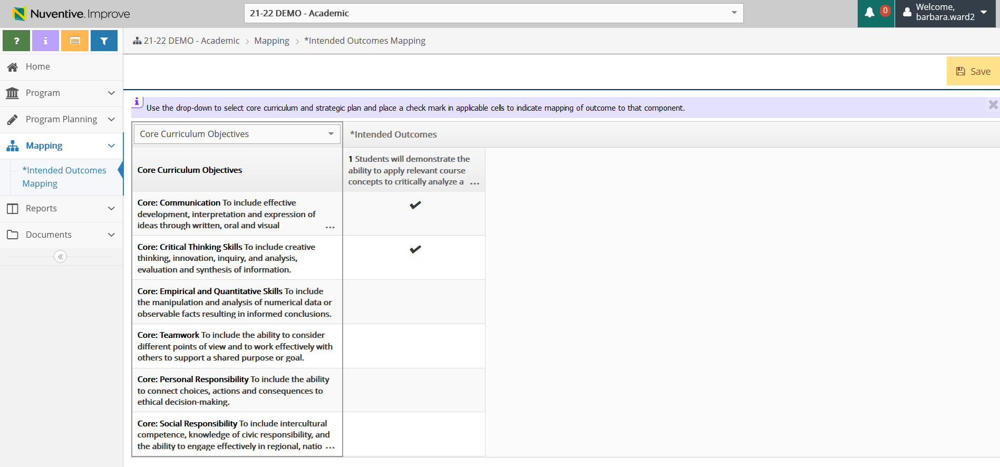 Nuventive. Improve
21-22 DEMO - Academic
0
Welcome,
barbara.ward2
?
i
21-22 DEMO - Academic > Mapping > *Intended Outcomes Mapping
Home
Program
Program Planning
Mapping
*Intended Outcomes
Mapping
Reports
Documents
Save
i
Use the drop-down to select core curriculum and strategic plan and place a check mark in applicable cells to indicate mapping of outcome to that component.
Core Curriculum Objectives
*Intended Outcomes
Core Curriculum Objectives
1 Students will demonstrate the
ability to apply relevant course
concepts to critically analyze a ...
Core: Communication To include effective
development, interpretation and expression of
ideas through written, oral and visual ...
Core: Critical Thinking Skills To include creative
thinking, innovation, inquiry, and analysis,
evaluation and synthesis of information.
Core: Empirical and Quantitative Skills To include
the manipulation and analysis of numerical data or
observable facts resulting in informed conclusions.
Core: Teamwork To include the ability to consider
different points of view and to work effectively with
others to support a shared purpose or goal.
Core: Personal Responsibility To include the ability
to connect choices, actions and consequences to
ethical decision-making.
Core: Social Responsibility To include intercultural
competence, knowledge of civic responsibility, and
the ability to engage effectively in regional, natio ...